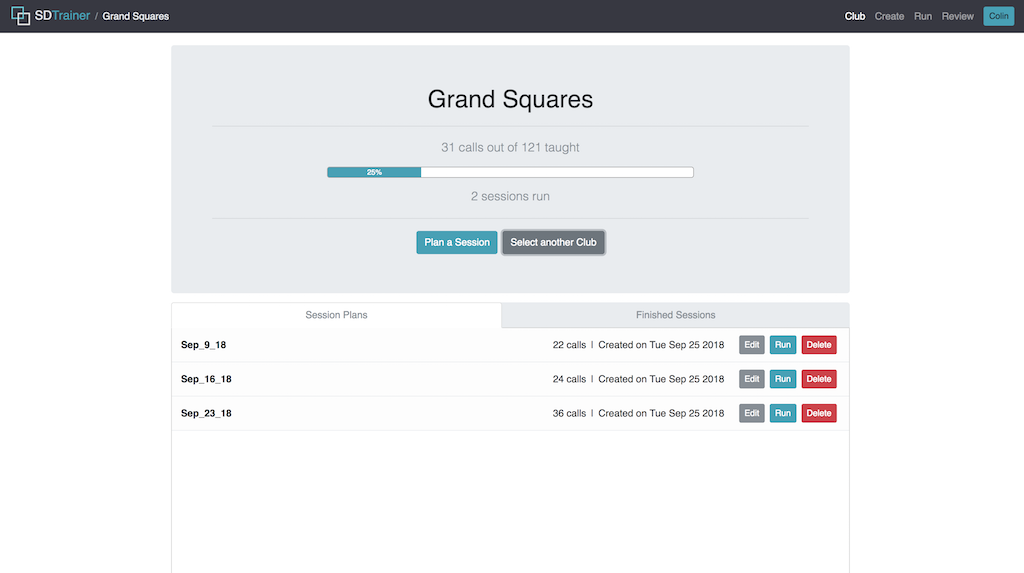 SDTrainer / Grand Squares Club Create Run Review Colin
Grand Squares
31 calls out of 121 taught
25%
2 sessions run
Plan a Session Select another Club
Session Plans Finished Sessions
Sep_9_18 22 calls | Created on Tue Sep 25 2018 Edit Run Delete
Sep_16_18 24 calls | Created on Tue Sep 25 2018 Edit Run Delete
Sep_23_18 36 calls | Created on Tue Sep 25 2018 Edit Run Delete